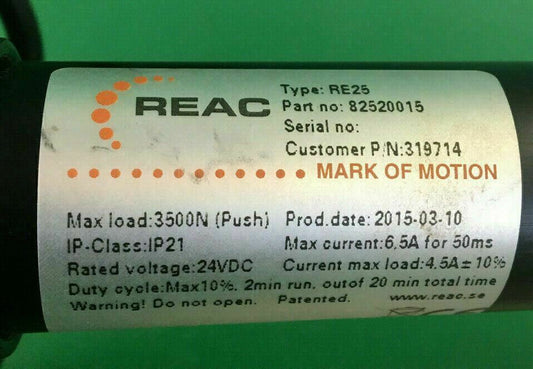 REAC
Type: RE25
Part no: 82520015
Serial no:
Customer P/N:319714
MARK OF MOTION
Max load:3500N (Push) Prod.date: 2015-03-10
IP-Class:IP21 Max current:6,5A for 50ms
Rated voltage:24VDC Current max load:4.5A±10%
Duty cycle:Max10%. 2min run, outof 20 min total time
Warning! Do not open. Patented. www.reac.se